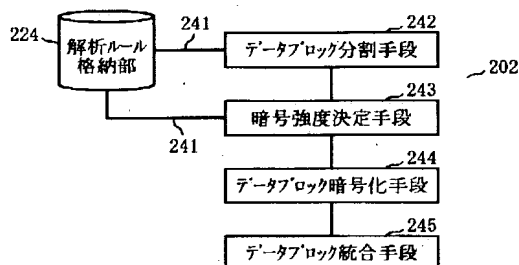 224
解析ルール
格納部
241
242
データブロック分割手段
202
243
暗号強度決定手段
241
244
データブロック暗号化手段
245
データブロック統合手段